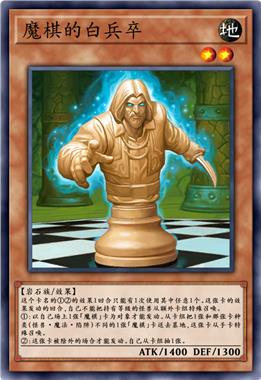 魔棋的白兵卒
地
【岩石族/效果】
这个卡名的①②的效果1回合只能有1次使用其中任意1个。这张卡的效果发动的回合,自己不能把持有等级的怪兽从额外卡组特殊召唤。
①:以自己场上1张「魔棋」卡为对象才能发动。从卡组把1张和那张卡种类(怪兽·魔法·陷阱)不同的1张「魔棋」卡送去墓地,这张卡从手卡特殊召唤。
②:这张卡被除外的场合才能发动。自己从卡组抽1张。
ATK/1400 DEF/1300